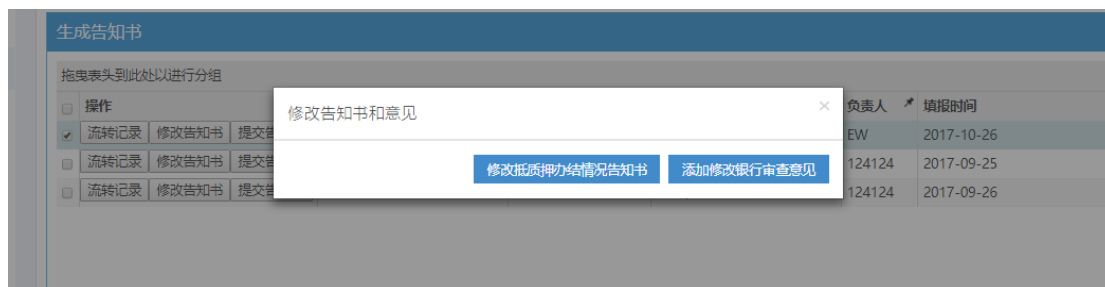 生成告知书
拖曳表头到此处以进行分组
操作 负责人 填报时间
修改告知书和意见 ×
流转记录 修改告知书 提交告 EW 2017-10-26
修改抵质押办结情况告知书 添加修改银行审查意见
流转记录 修改告知书 提交告 124124 2017-09-25
流转记录 修改告知书 提交告 124124 2017-09-26